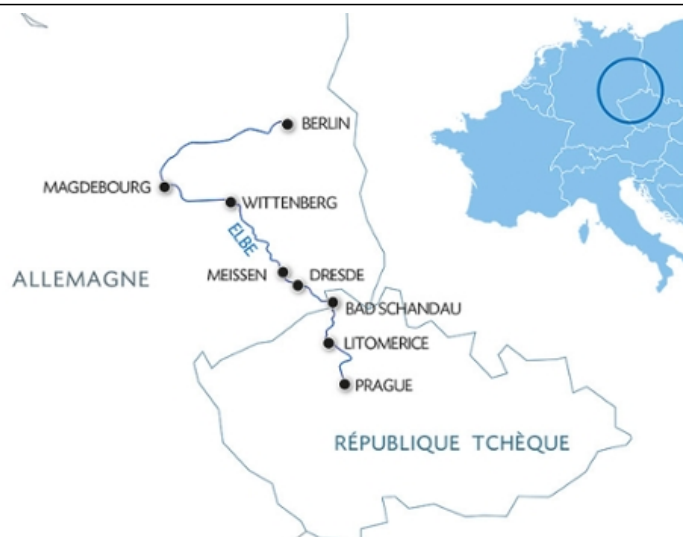 BERLIN
MAGDEBOURG
WITTENBERG
ELBE
MEISSEN
DRESDE
ALLEMAGNE
BAD SCHANDAU
LITOMERICE
PRAGUE
RÉPUBLIQUE TCHÈQUE